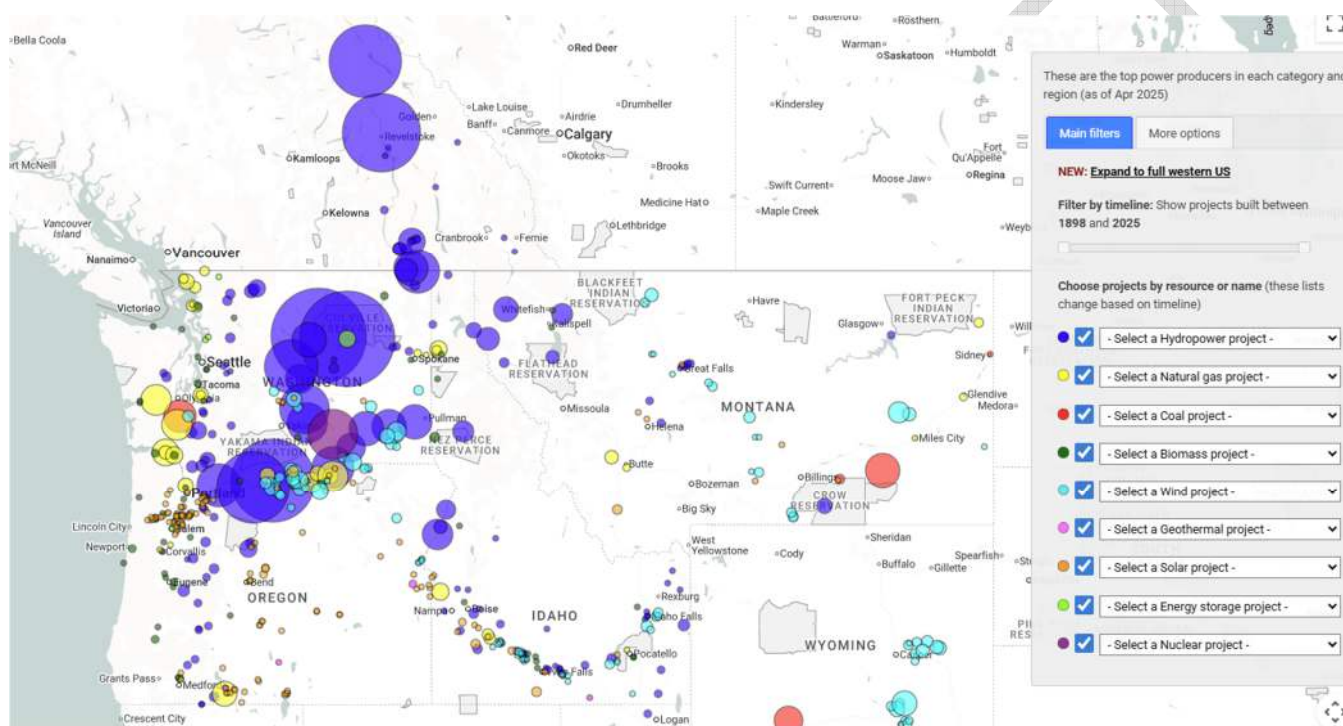 Bella Coola
Rosthern
Red Deer
Warman
Saskatoon
Humboldt
Lake Louise
Drumheller
Kindersley
Golden
Banff
Airdrie
Canmore
Calgary
Revelstoke
Okotoks
Kamloops
Brooks
Fort
Qu'Appelle
Regina
Moose Jaw
Swift Current
Medicine Hat
Maple Creek
Kelowna
Lethbridge
Cranbrook
Fernie
Vancouver
Island
Vancouver
Nanaimo
Victoria
BLACKFEET
INDIAN
RESERVATION
Havre
FORT PECK
INDIAN
RESERVATION
Glasgow
Whitefish
Kalispell
Sidney
Seattle
Spokane
Tacoma
FLATHEAD
RESERVATION
Great Falls
WASHINGTON
Glendive
Medora
Missoula
MONTANA
Pullman
Helena
YAKAMA INDIAN
RESERVATION
NEZ PERCE
RESERVATION
Miles City
Butte
Bozeman
Billings
CROW
RESERVATION
Portland
Big Sky
Lincoln City
Salem
Sheridan
Newport
Corvallis
West
Yellowstone
Cody
Buffalo
Gillette
Spearfish
Eugene
Bend
OREGON
Nampa
Boise
IDAHO
Rexburg
Idaho Falls
WYOMING
Pocatello
Grants Pass
Medford
Crescent City
Logan
These are the top power producers in each category and
region (as of Apr 2025)
Main filters
More options
NEW: Expand to full western US
Filter by timeline: Show projects built between
1898 and 2025
Choose projects by resource or name (these lists
change based on timeline)
- Select a Hydropower project -
- Select a Natural gas project -
- Select a Coal project -
- Select a Biomass project -
- Select a Wind project -
- Select a Geothermal project -
- Select a Solar project -
- Select a Energy storage project -
- Select a Nuclear project -